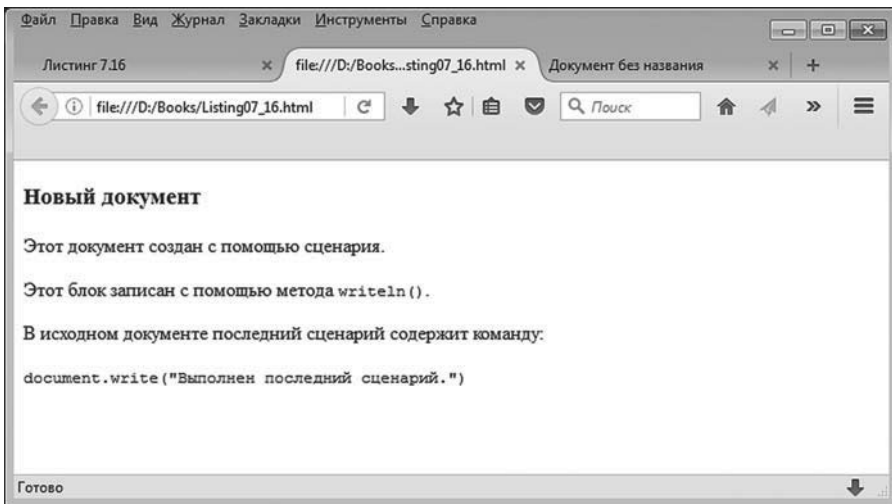 Файл Правка Вид Журнал Закладки Инструменты Справка
Листинг 7.16
file:///D:/Books...sting07_16.html
Документ без названия
file:///D:/Books/Listing07_16.html
Поиск
Новый документ
Этот документ создан с помощью сценария.
Этот блок записан с помощью метода writeln().
В исходном документе последний сценарий содержит команду:
document.write("Выполнен последний сценарий.")
Готово